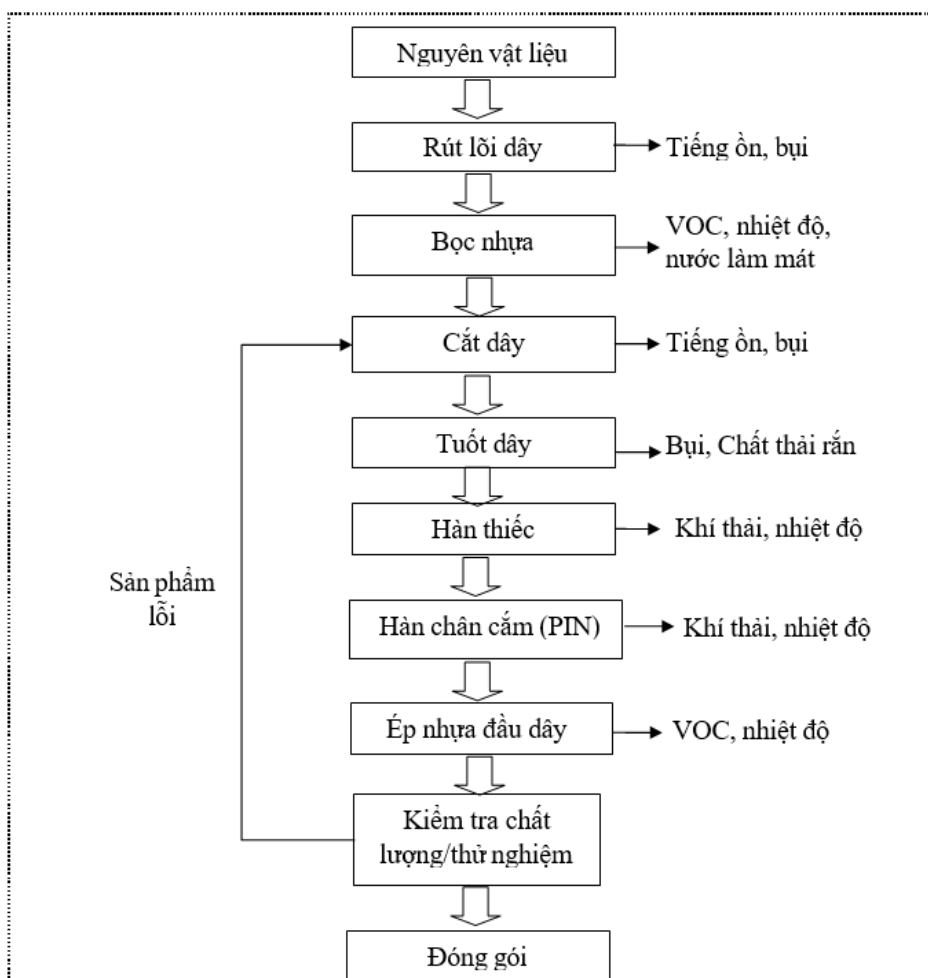 Nguyên vật liệu
Rút lõi dây
Tiếng ồn, bụi
Bọc nhựa
VOC, nhiệt độ,
nước làm mát
Cắt dây
Tiếng ồn, bụi
Tuốt dây
Bụi, Chất thải rắn
Hàn thiếc
Khí thải, nhiệt độ
Sản phẩm
lỗi
Hàn chân cắm (PIN)
Khí thải, nhiệt độ
Ép nhựa đầu dây
VOC, nhiệt độ
Kiểm tra chất
lượng/thử nghiệm
Đóng gói